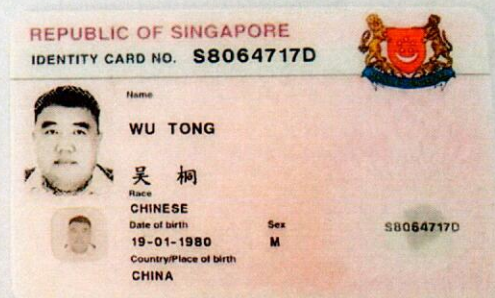 REPUBLIC OF SINGAPORE
IDENTITY CARD NO. S8064717D
Name
WU TONG
吴 桐
Race
CHINESE
Date of birth Sex
19-01-1980 M
S8064717D
Country/Place of birth
CHINA